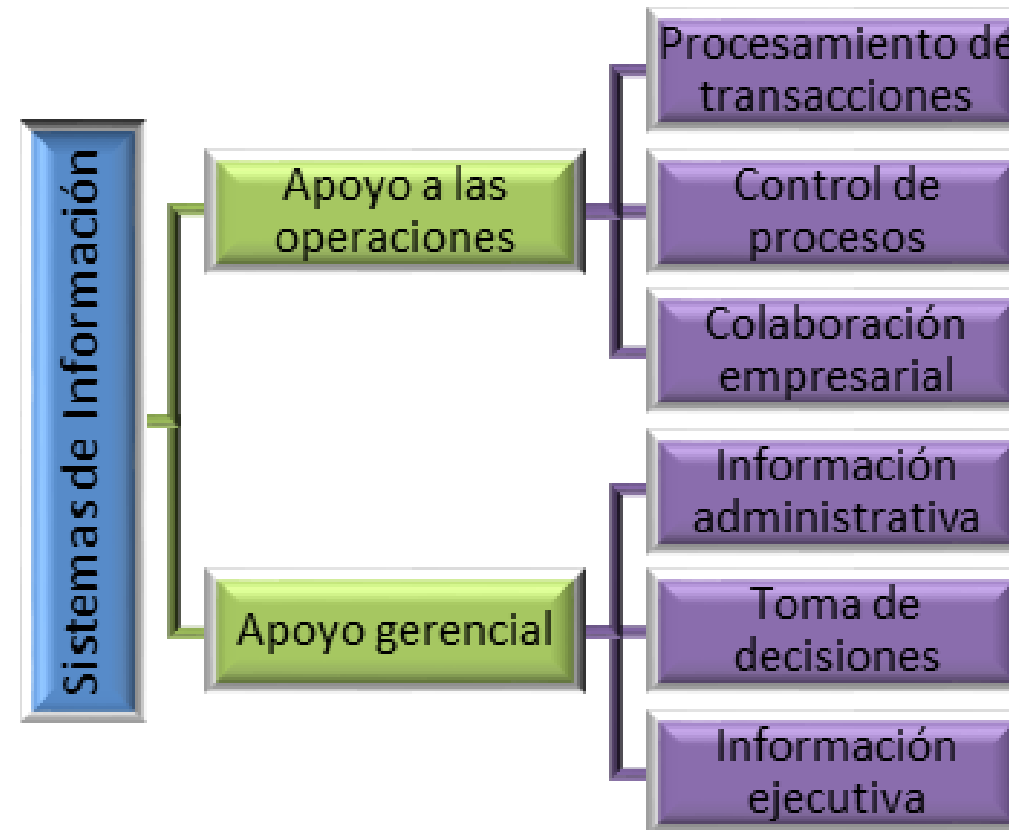 Sistemas de Información
Apoyo a las
operaciones
Procesamiento de
transacciones
Control de
procesos
Colaboración
empresarial
Apoyo gerencial
Información
administrativa
Toma de
decisiones
Información
ejecutiva